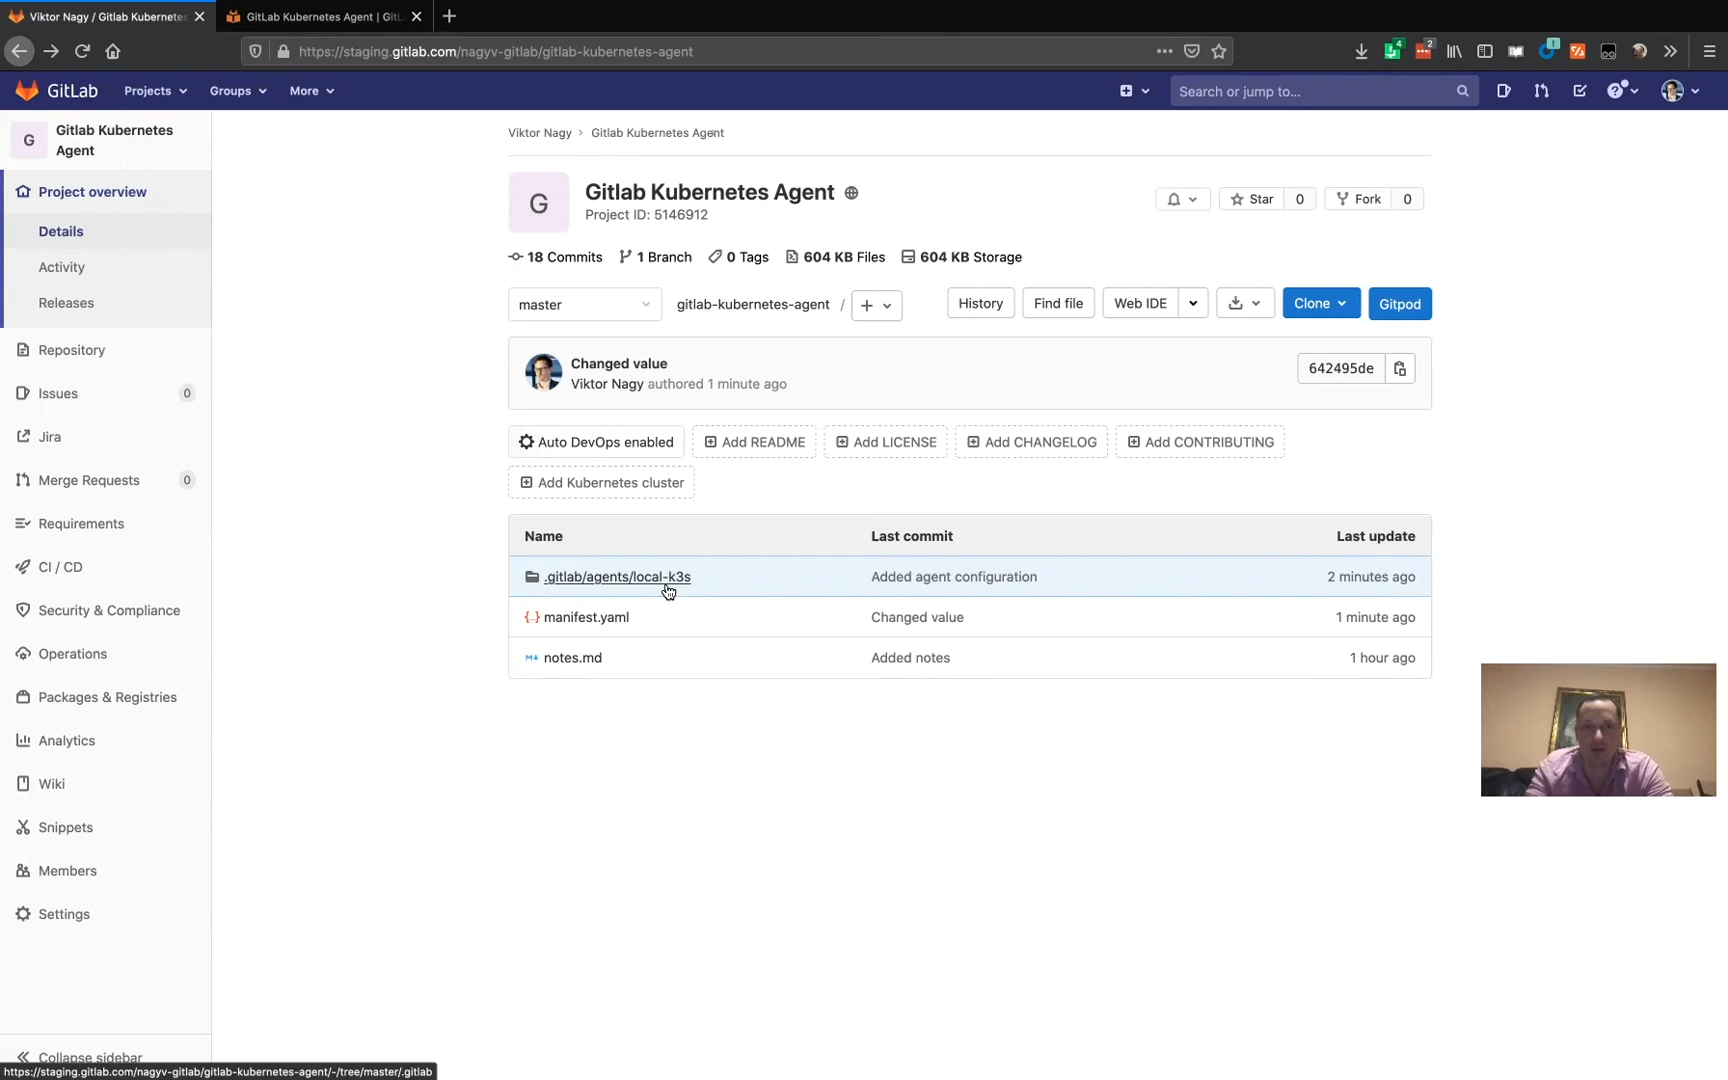 Viktor Nagy / Gitlab Kubernetes
GitLab Kubernetes Agent | GitL
https://staging.gitlab.com/nagyv-gitlab/gitlab-kubernetes-agent
4
2
GitLab
Projects
Groups
More
Search or jump to...
G
Gitlab Kubernetes
Agent
Project overview
Details
Activity
Releases
Repository
Issues 0
Jira
Merge Requests 0
Requirements
CI / CD
Security & Compliance
Operations
Packages & Registries
Analytics
Wiki
Snippets
Members
Settings
Collapse sidebar
Viktor Nagy > Gitlab Kubernetes Agent
G
Gitlab Kubernetes Agent
Project ID: 5146912
Star 0
Fork 0
18 Commits
1 Branch
0 Tags
604 KB Files
604 KB Storage
master
gitlab-kubernetes-agent /
History
Find file
Web IDE
Clone
Gitpod
Changed value
Viktor Nagy authored 1 minute ago
642495de
Auto DevOps enabled
Add README
Add LICENSE
Add CHANGELOG
Add CONTRIBUTING
Add Kubernetes cluster
Name Last commit Last update
.gitlab/agents/local-k3s Added agent configuration 2 minutes ago
manifest.yaml Changed value 1 minute ago
notes.md Added notes 1 hour ago
https://staging.gitlab.com/nagyv-gitlab/gitlab-kubernetes-agent/-/tree/master/.gitlab